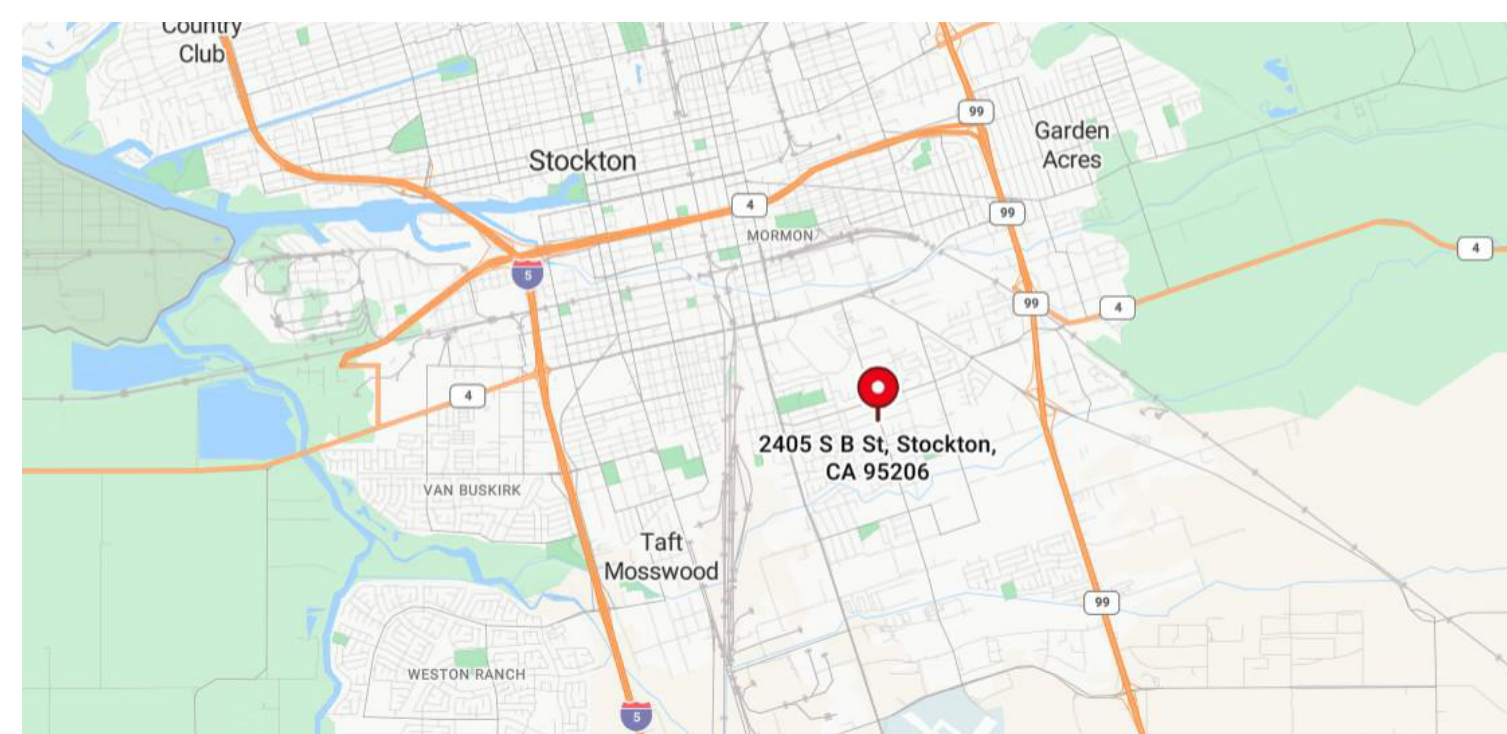 Country
Club
99
Garden
Acres
Stockton
4
99
MORMON
4
5
99
4
4
2405 S B St, Stockton,
CA 95206
VAN BUSKIRK
Taft
Mosswood
99
WESTON RANCH
5